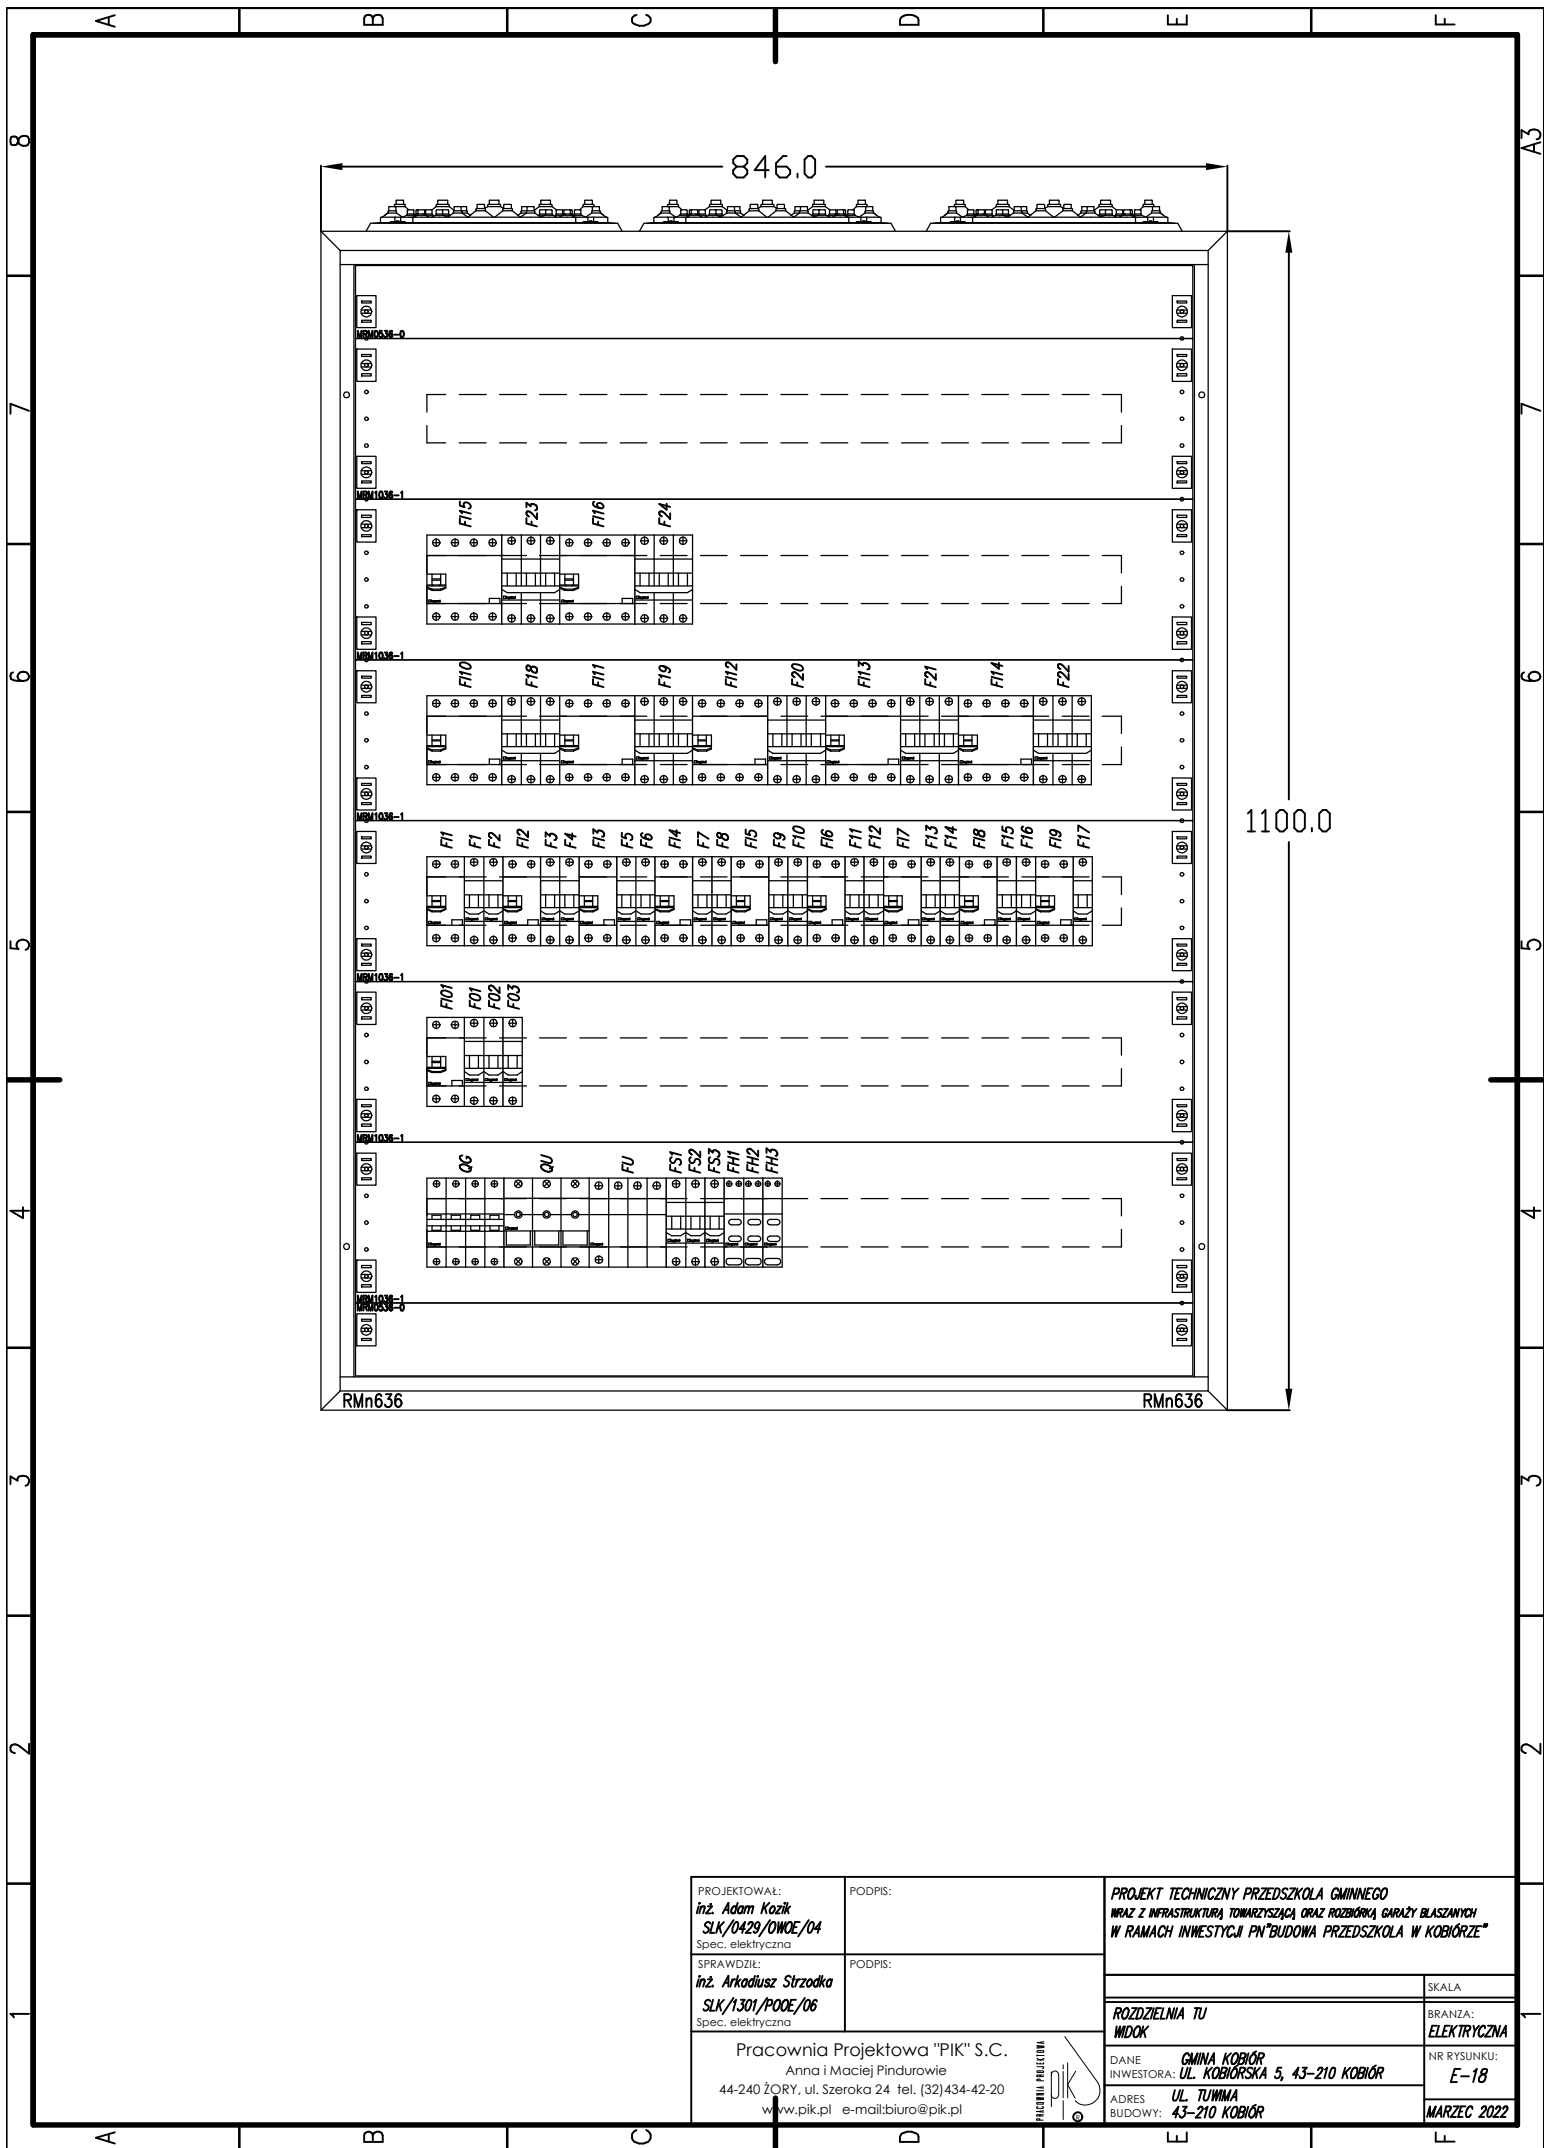 A B C D E F
8 A3
846.0
MRM0536-0
7 7
MRM1036-1
FI15 F23 FI16 F24
MRM1036-1
6 6
FI10 F18 FI11 F19 FI12 F20 FI13 F21 FI14 F22
MRM1036-1
1100.0
FI1 F1 F2 FI2 F3 F4 FI3 F5 F6 FI4 F7 F8 FI5 F9 F10 FI6 F11 F12 FI7 F13 F14 FI8 F15 F16 FI9 F17
5 5
MRM1036-1
FI01 F01 F02 F03
MRM1036-1
QG QU FU FS1 FS2 FS3 FH1 FH2 FH3
4 4
MRM1036-1
MRM0536-0
RMn636 RMn636
3 3
2 2
PROJEKTOWAŁ:
inż. Adam Kozik
SLK/0429/OWOE/04
Spec. elektryczna
PODPIS:
SPRAWDZIŁ:
inż. Arkadiusz Strzodka
SLK/1301/POOE/06
Spec. elektryczna
PODPIS:
Pracownia Projektowa "PIK" S.C.
Anna i Maciej Pindurowie
44-240 ŻORY, ul. Szeroka 24 tel. (32)434-42-20
www.pik.pl e-mail:biuro@pik.pl
PRACOWNIA PROJEKTOWA
pik
®
PROJEKT TECHNICZNY PRZEDSZKOLA GMINNEGO
WRAZ Z INFRASTRUKTURĄ TOWARZYSZĄCĄ ORAZ ROZBIÓRKĄ GARAŻY BLASZANYCH
W RAMACH INWESTYCJI PN"BUDOWA PRZEDSZKOLA W KOBIÓRZE"
SKALA
ROZDZIELNIA TU
WIDOK
BRANZA:
ELEKTRYCZNA
DANE INWESTORA:
GMINA KOBIÓR
UL. KOBIÓRSKA 5, 43-210 KOBIÓR
NR RYSUNKU:
E-18
ADRES BUDOWY:
UL. TUWIMA
43-210 KOBIÓR
MARZEC 2022
1 1
A B C D E F